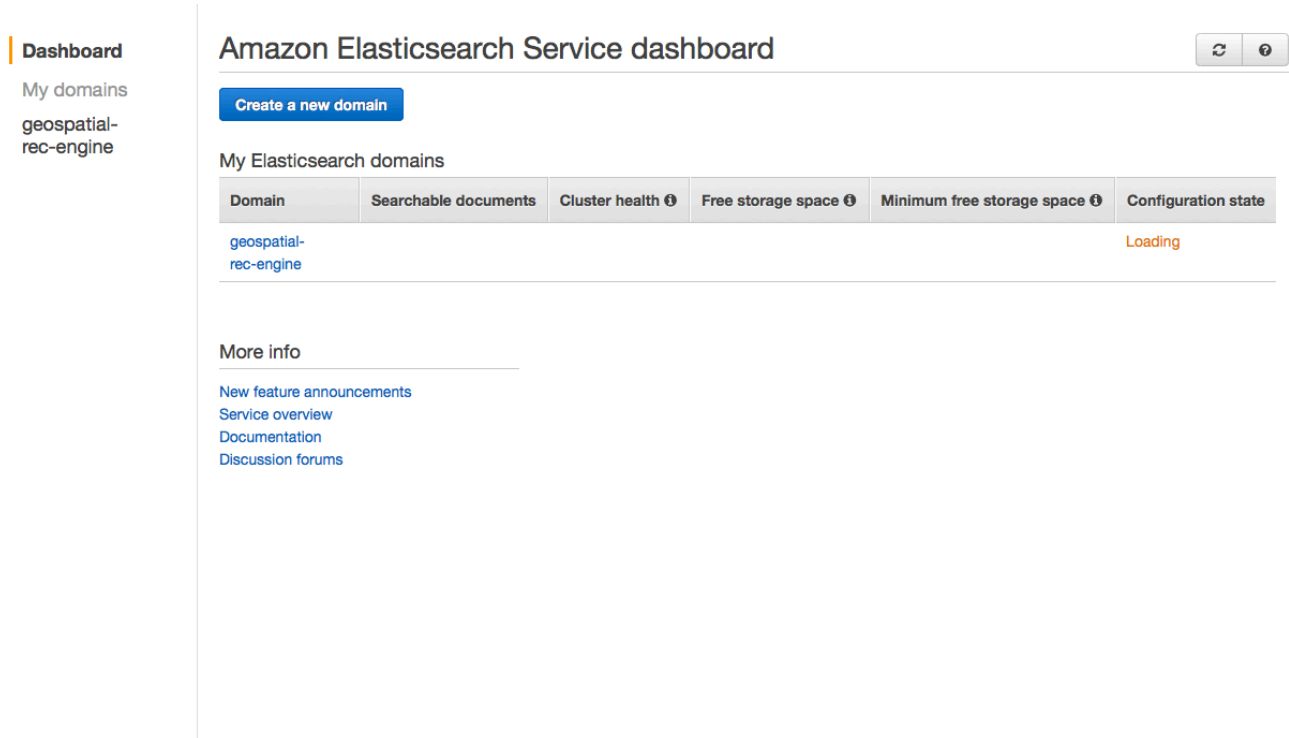 Dashboard
My domains
geospatial-
rec-engine
Amazon Elasticsearch Service dashboard
Create a new domain
My Elasticsearch domains
Domain Searchable documents Cluster health Free storage space Minimum free storage space Configuration state
geospatial-
rec-engine
Loading
More info
New feature announcements
Service overview
Documentation
Discussion forums